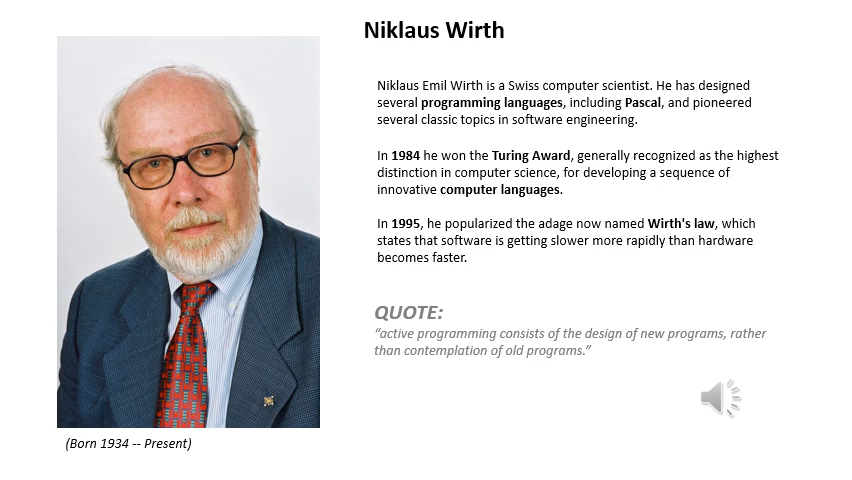 Niklaus Wirth
Niklaus Emil Wirth is a Swiss computer scientist. He has designed
several programming languages, including Pascal, and pioneered
several classic topics in software engineering.
In 1984 he won the Turing Award, generally recognized as the highest
distinction in computer science, for developing a sequence of
innovative computer languages.
In 1995, he popularized the adage now named Wirth's law, which
states that software is getting slower more rapidly than hardware
becomes faster.
QUOTE:
“active programming consists of the design of new programs, rather
than contemplation of old programs.”
(Born 1934 -- Present)